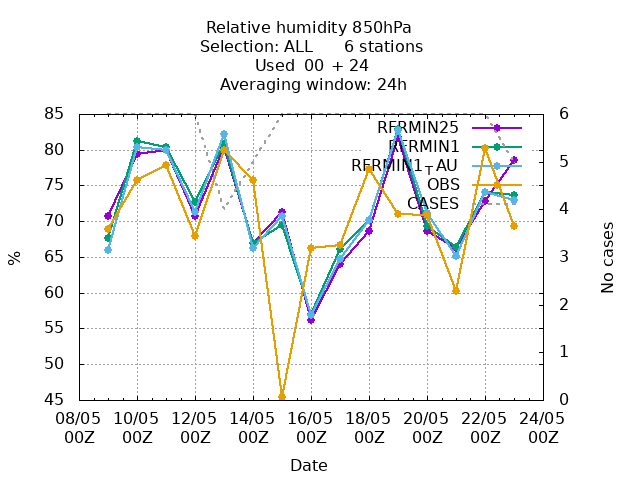 Relative humidity 850hPa
Selection: ALL 6 stations
Used 00 + 24
Averaging window: 24h
85
80
75
70
65
60
55
50
45
%
6
5
4
3
2
1
0
No cases
RFRMIN25
RFRMIN1
RFRMIN1_AU
OBS
CASES
08/05 10/05 12/05 14/05 16/05 18/05 20/05 22/05 24/05
00Z 00Z 00Z 00Z 00Z 00Z 00Z 00Z 00Z
Date